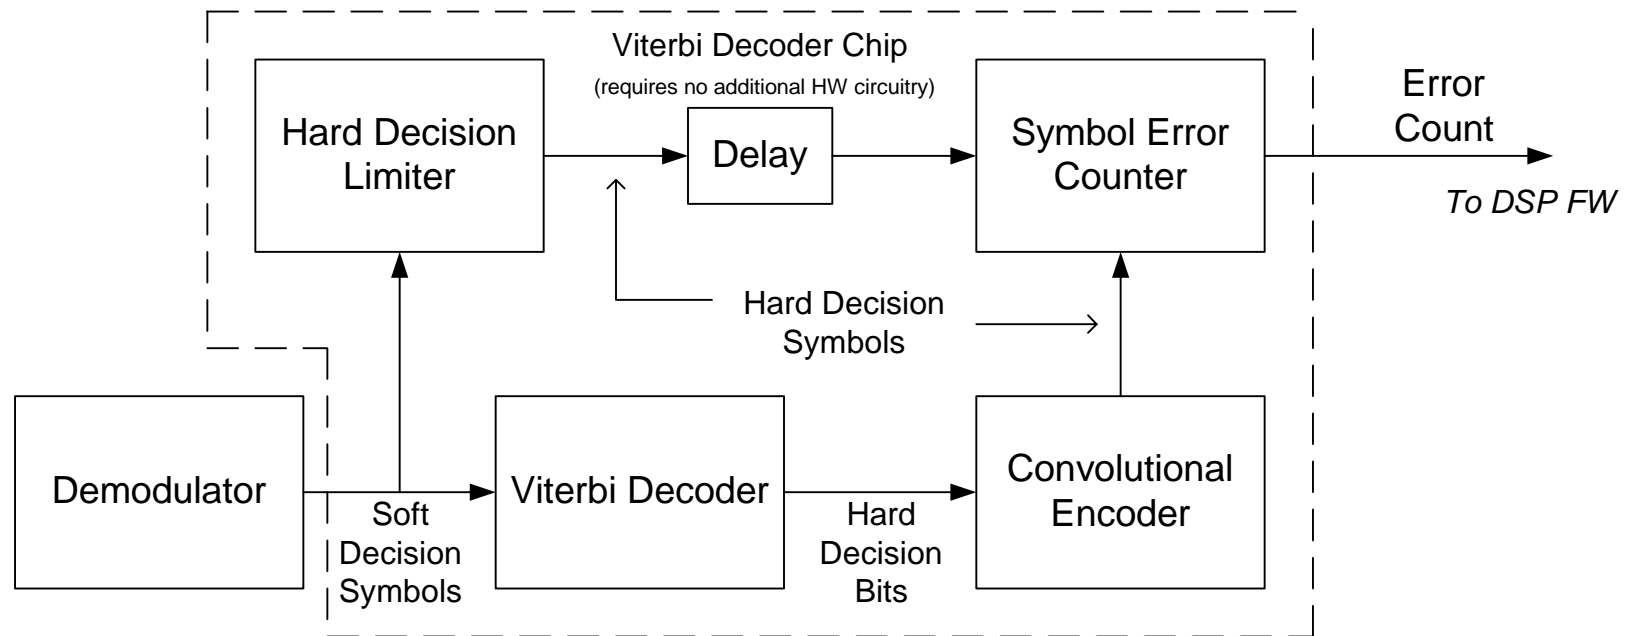 Viterbi Decoder Chip
(requires no additional HW circuitry)
Hard Decision
Limiter
Delay
Symbol Error
Counter
Error
Count
To DSP FW
Hard Decision
Symbols
Demodulator
Soft
Decision
Symbols
Viterbi Decoder
Hard
Decision
Bits
Convolutional
Encoder